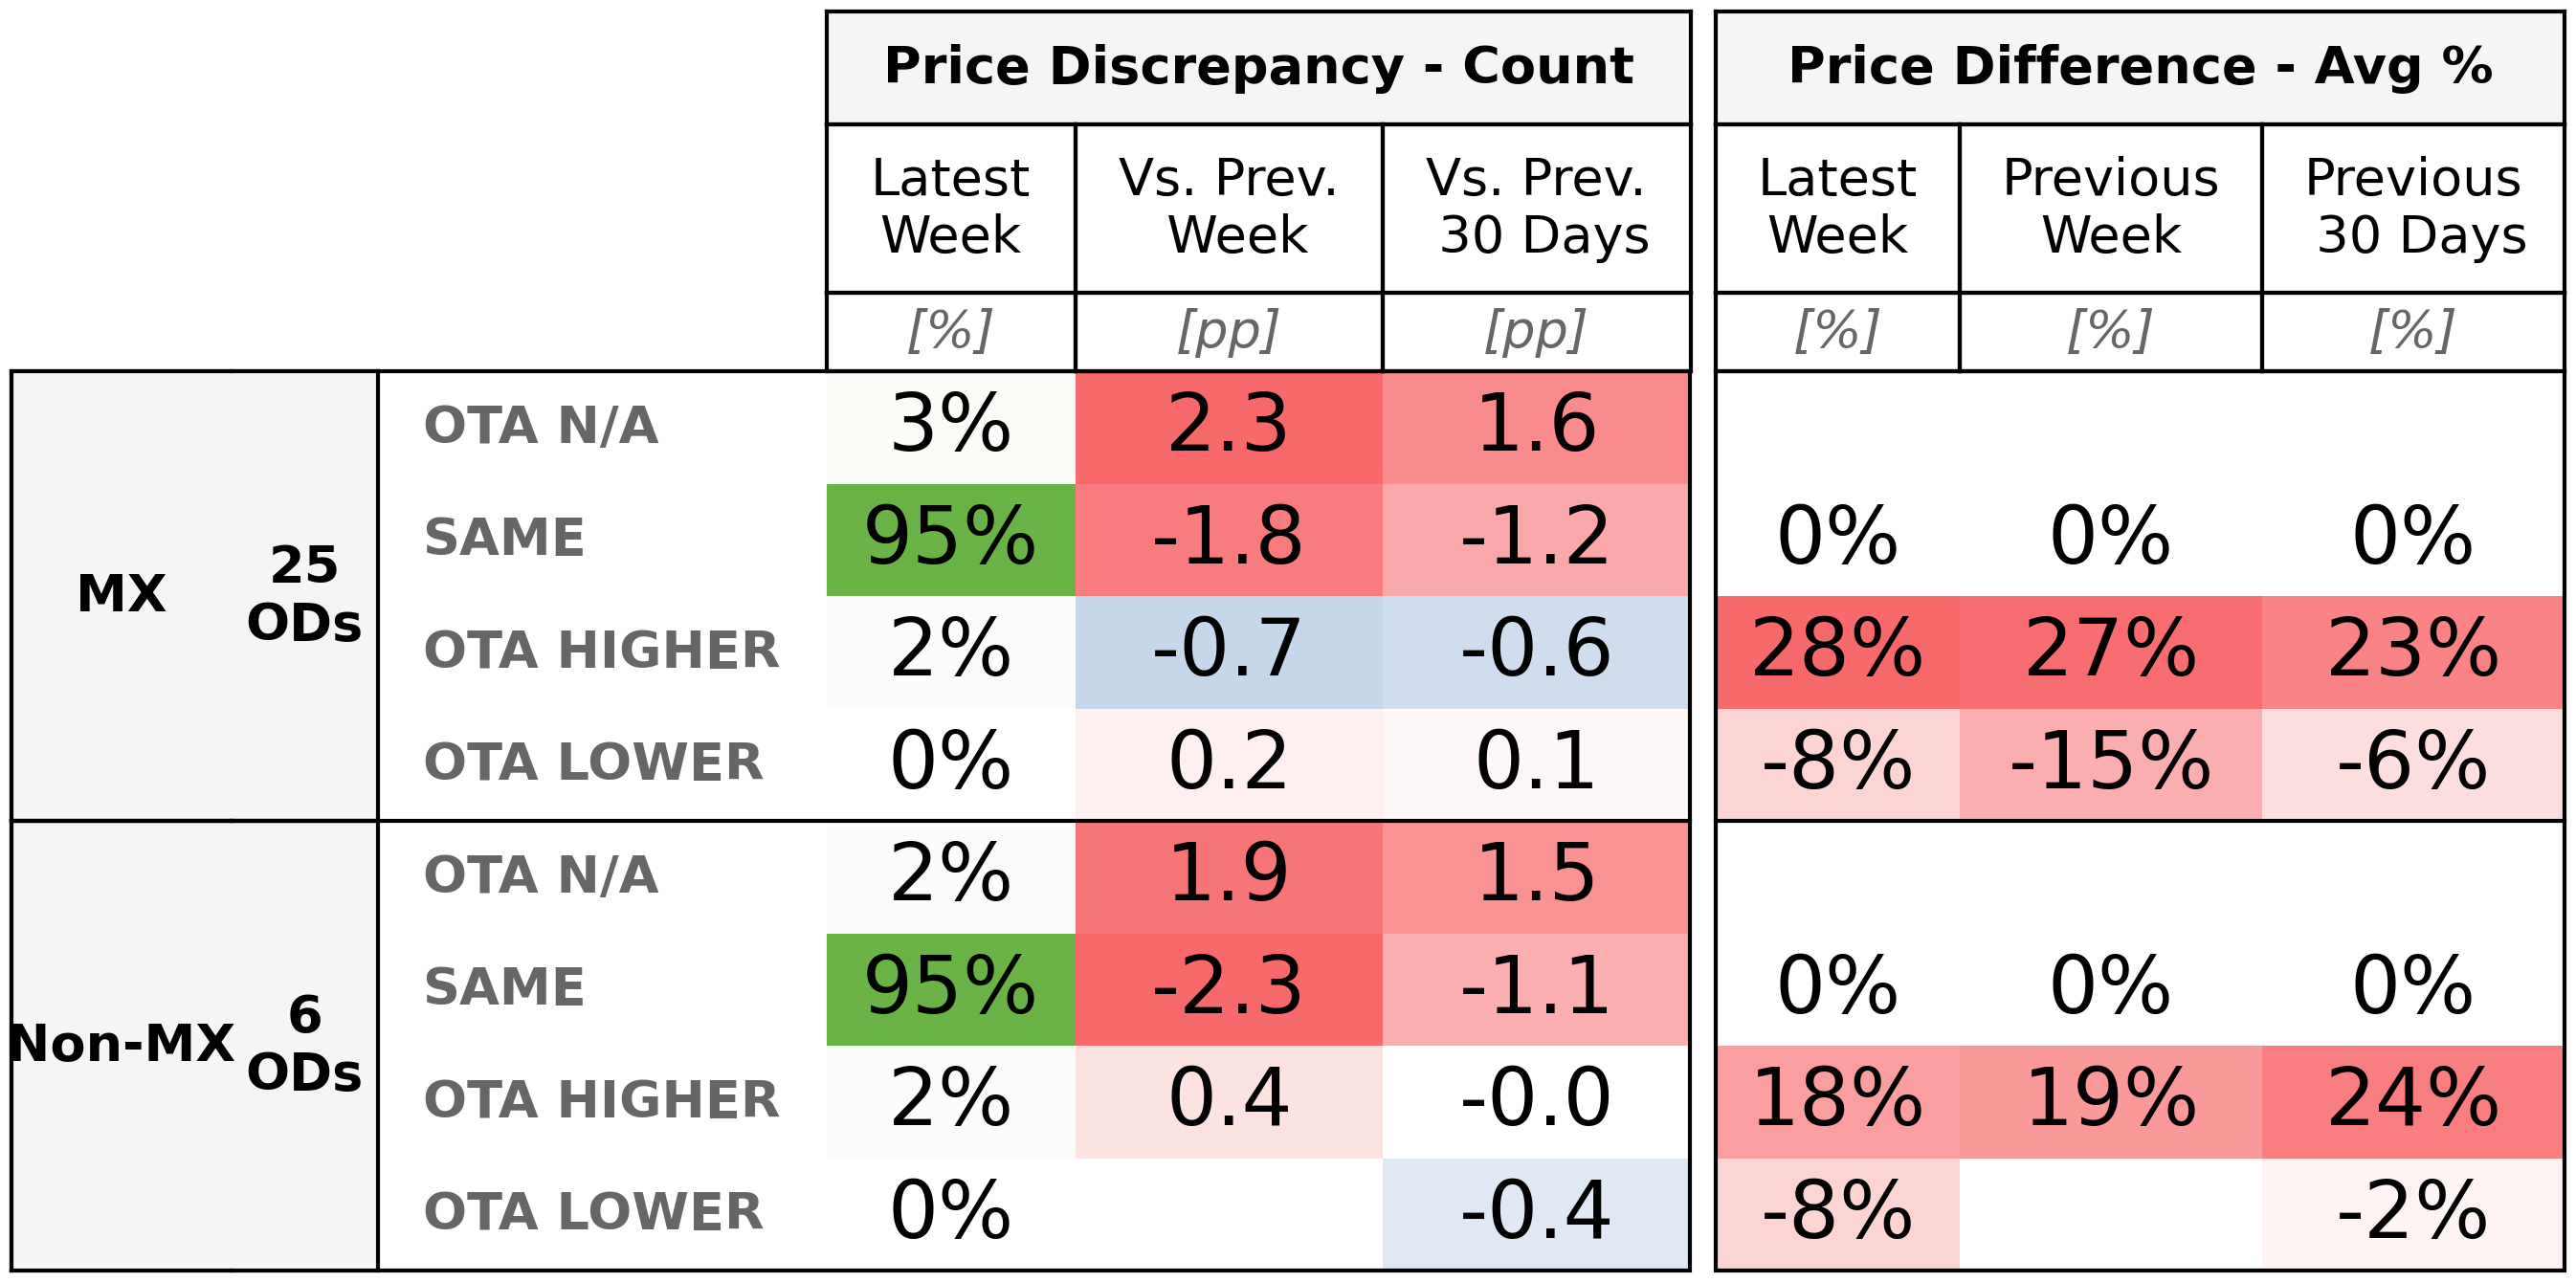 Price Discrepancy - Count Price Difference - Avg %
Latest Week Vs. Prev. Week Vs. Prev. 30 Days Latest Week Previous Week Previous 30 Days
[%] [pp] [pp] [%] [%] [%]
MX 25 ODs
OTA N/A 3% 2.3 1.6
SAME 95% -1.8 -1.2 0% 0% 0%
OTA HIGHER 2% -0.7 -0.6 28% 27% 23%
OTA LOWER 0% 0.2 0.1 -8% -15% -6%
Non-MX 6 ODs
OTA N/A 2% 1.9 1.5
SAME 95% -2.3 -1.1 0% 0% 0%
OTA HIGHER 2% 0.4 -0.0 18% 19% 24%
OTA LOWER 0% -0.4 -8% -2%